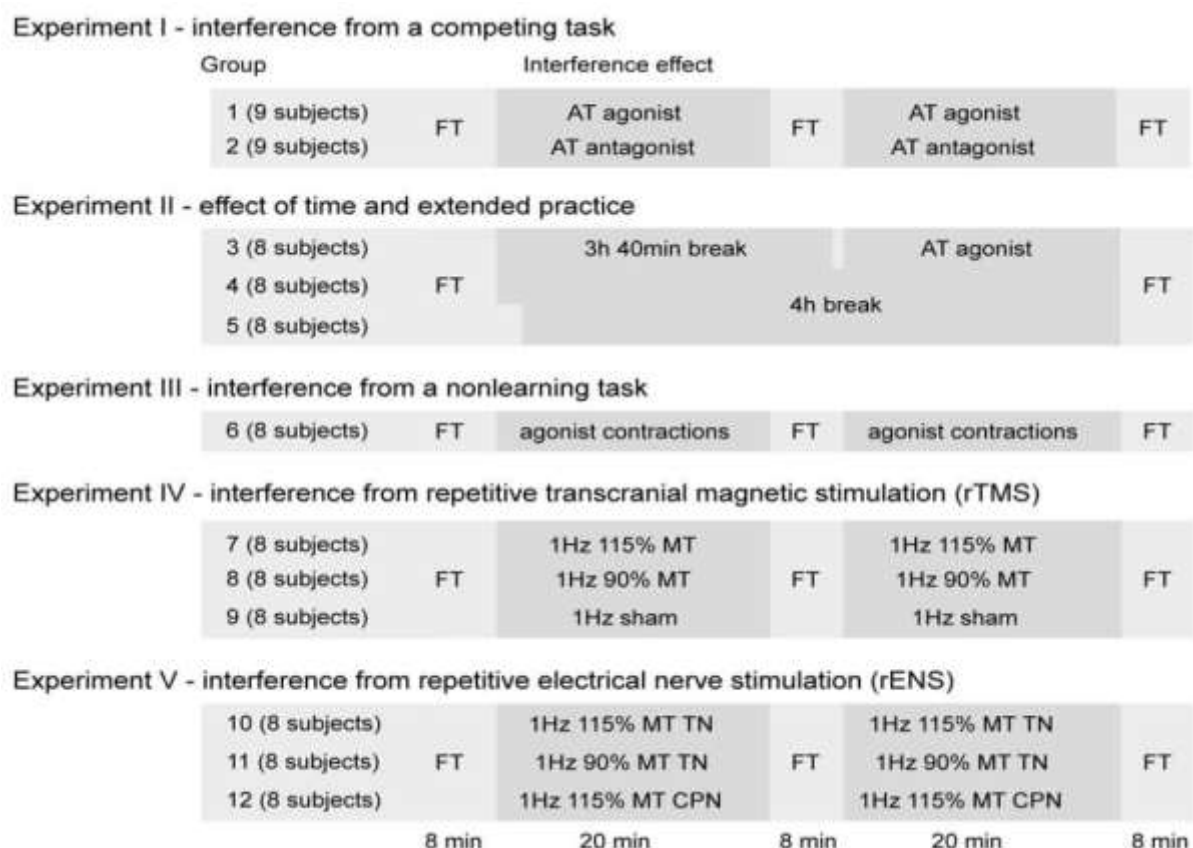 Experiment I - interference from a competing task
Group Interference effect
1 (9 subjects) AT agonist AT agonist
FT FT FT
2 (9 subjects) AT antagonist AT antagonist
Experiment II - effect of time and extended practice
3 (8 subjects) 3h 40min break AT agonist
4 (8 subjects) FT FT
4h break
5 (8 subjects)
Experiment III - interference from a nonlearning task
6 (8 subjects) FT agonist contractions FT agonist contractions FT
Experiment IV - interference from repetitive transcranial magnetic stimulation (rTMS)
7 (8 subjects) 1Hz 115% MT 1Hz 115% MT
8 (8 subjects) FT 1Hz 90% MT FT 1Hz 90% MT FT
9 (8 subjects) 1Hz sham 1Hz sham
Experiment V - interference from repetitive electrical nerve stimulation (rENS)
10 (8 subjects) 1Hz 115% MT TN 1Hz 115% MT TN
11 (8 subjects) FT 1Hz 90% MT TN FT 1Hz 90% MT TN FT
12 (8 subjects) 1Hz 115% MT CPN 1Hz 115% MT CPN
8 min 20 min 8 min 20 min 8 min